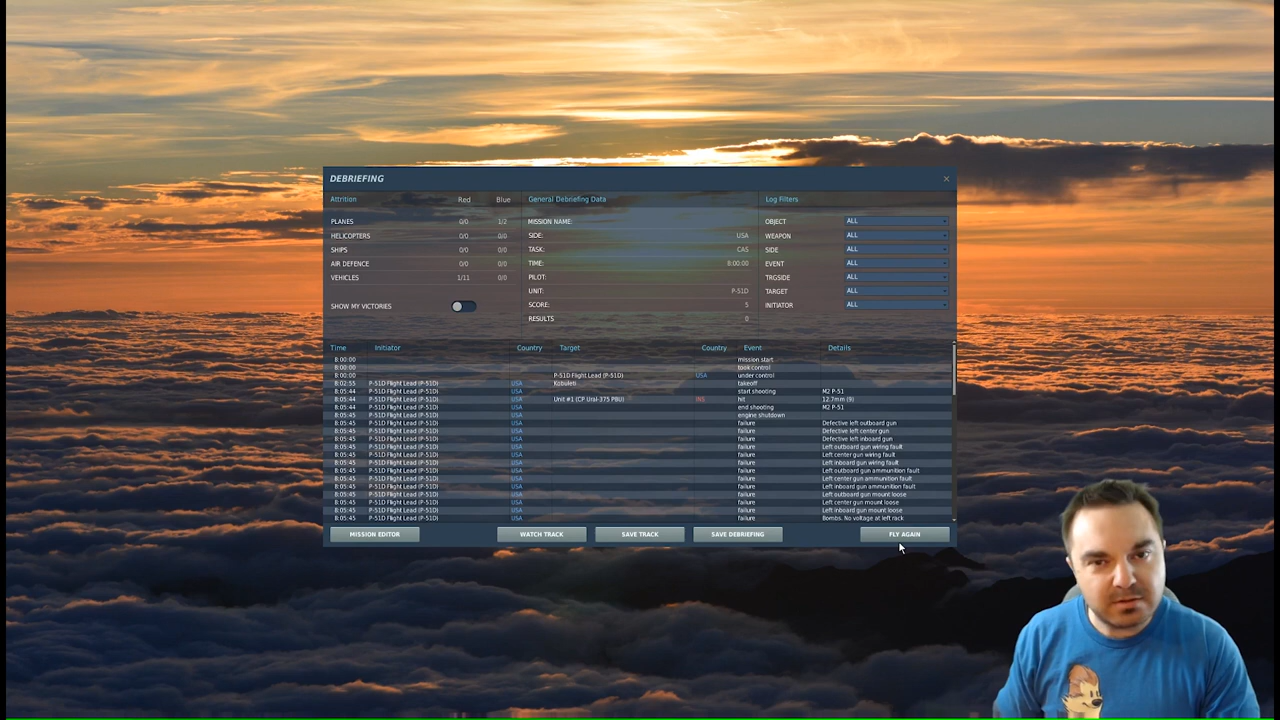 DEBRIEFING
Attrition Red Blue General Debriefing Data Log Filters
PLANES 0/0 1/2 MISSION NAME: OBJECT ALL
HELICOPTERS 0/0 0/0 SIDE: USA WEAPON ALL
SHIPS 0/0 0/0 TASK: CAS SIDE ALL
AIR DEFENCE 0/0 0/0 TIME: 8:00:00 EVENT ALL
VEHICLES 1/11 0/0 PILOT: TRGSIDE ALL
UNIT: P-51D TARGET ALL
SHOW MY VICTORIES SCORE: 5 INITIATOR ALL
RESULTS 0
Time Initiator Country Target Country Event Details
8:00:00 mission start
8:00:00 took control
8:00:00 P-51D Flight Lead (P-51D) USA under control
8:02:55 P-51D Flight Lead (P-51D) USA Kobuleti takeoff
8:05:44 P-51D Flight Lead (P-51D) USA start shooting M2 P-51
8:05:44 P-51D Flight Lead (P-51D) USA Unit #1 (CP Ural-375 PBU) INS hit 12.7mm (9)
8:05:44 P-51D Flight Lead (P-51D) USA end shooting M2 P-51
8:05:45 P-51D Flight Lead (P-51D) USA engine shutdown
8:05:45 P-51D Flight Lead (P-51D) USA failure Defective left outboard gun
8:05:45 P-51D Flight Lead (P-51D) USA failure Defective left center gun
8:05:45 P-51D Flight Lead (P-51D) USA failure Defective left inboard gun
8:05:45 P-51D Flight Lead (P-51D) USA failure Left outboard gun wiring fault
8:05:45 P-51D Flight Lead (P-51D) USA failure Left center gun wiring fault
8:05:45 P-51D Flight Lead (P-51D) USA failure Left inboard gun wiring fault
8:05:45 P-51D Flight Lead (P-51D) USA failure Left outboard gun ammunition fault
8:05:45 P-51D Flight Lead (P-51D) USA failure Left center gun ammunition fault
8:05:45 P-51D Flight Lead (P-51D) USA failure Left inboard gun ammunition fault
8:05:45 P-51D Flight Lead (P-51D) USA failure Left outboard gun mount loose
8:05:45 P-51D Flight Lead (P-51D) USA failure Left center gun mount loose
8:05:45 P-51D Flight Lead (P-51D) USA failure Left inboard gun mount loose
8:05:45 P-51D Flight Lead (P-51D) USA failure Bombs. No voltage at left rack
MISSION EDITOR WATCH TRACK SAVE TRACK SAVE DEBRIEFING FLY AGAIN